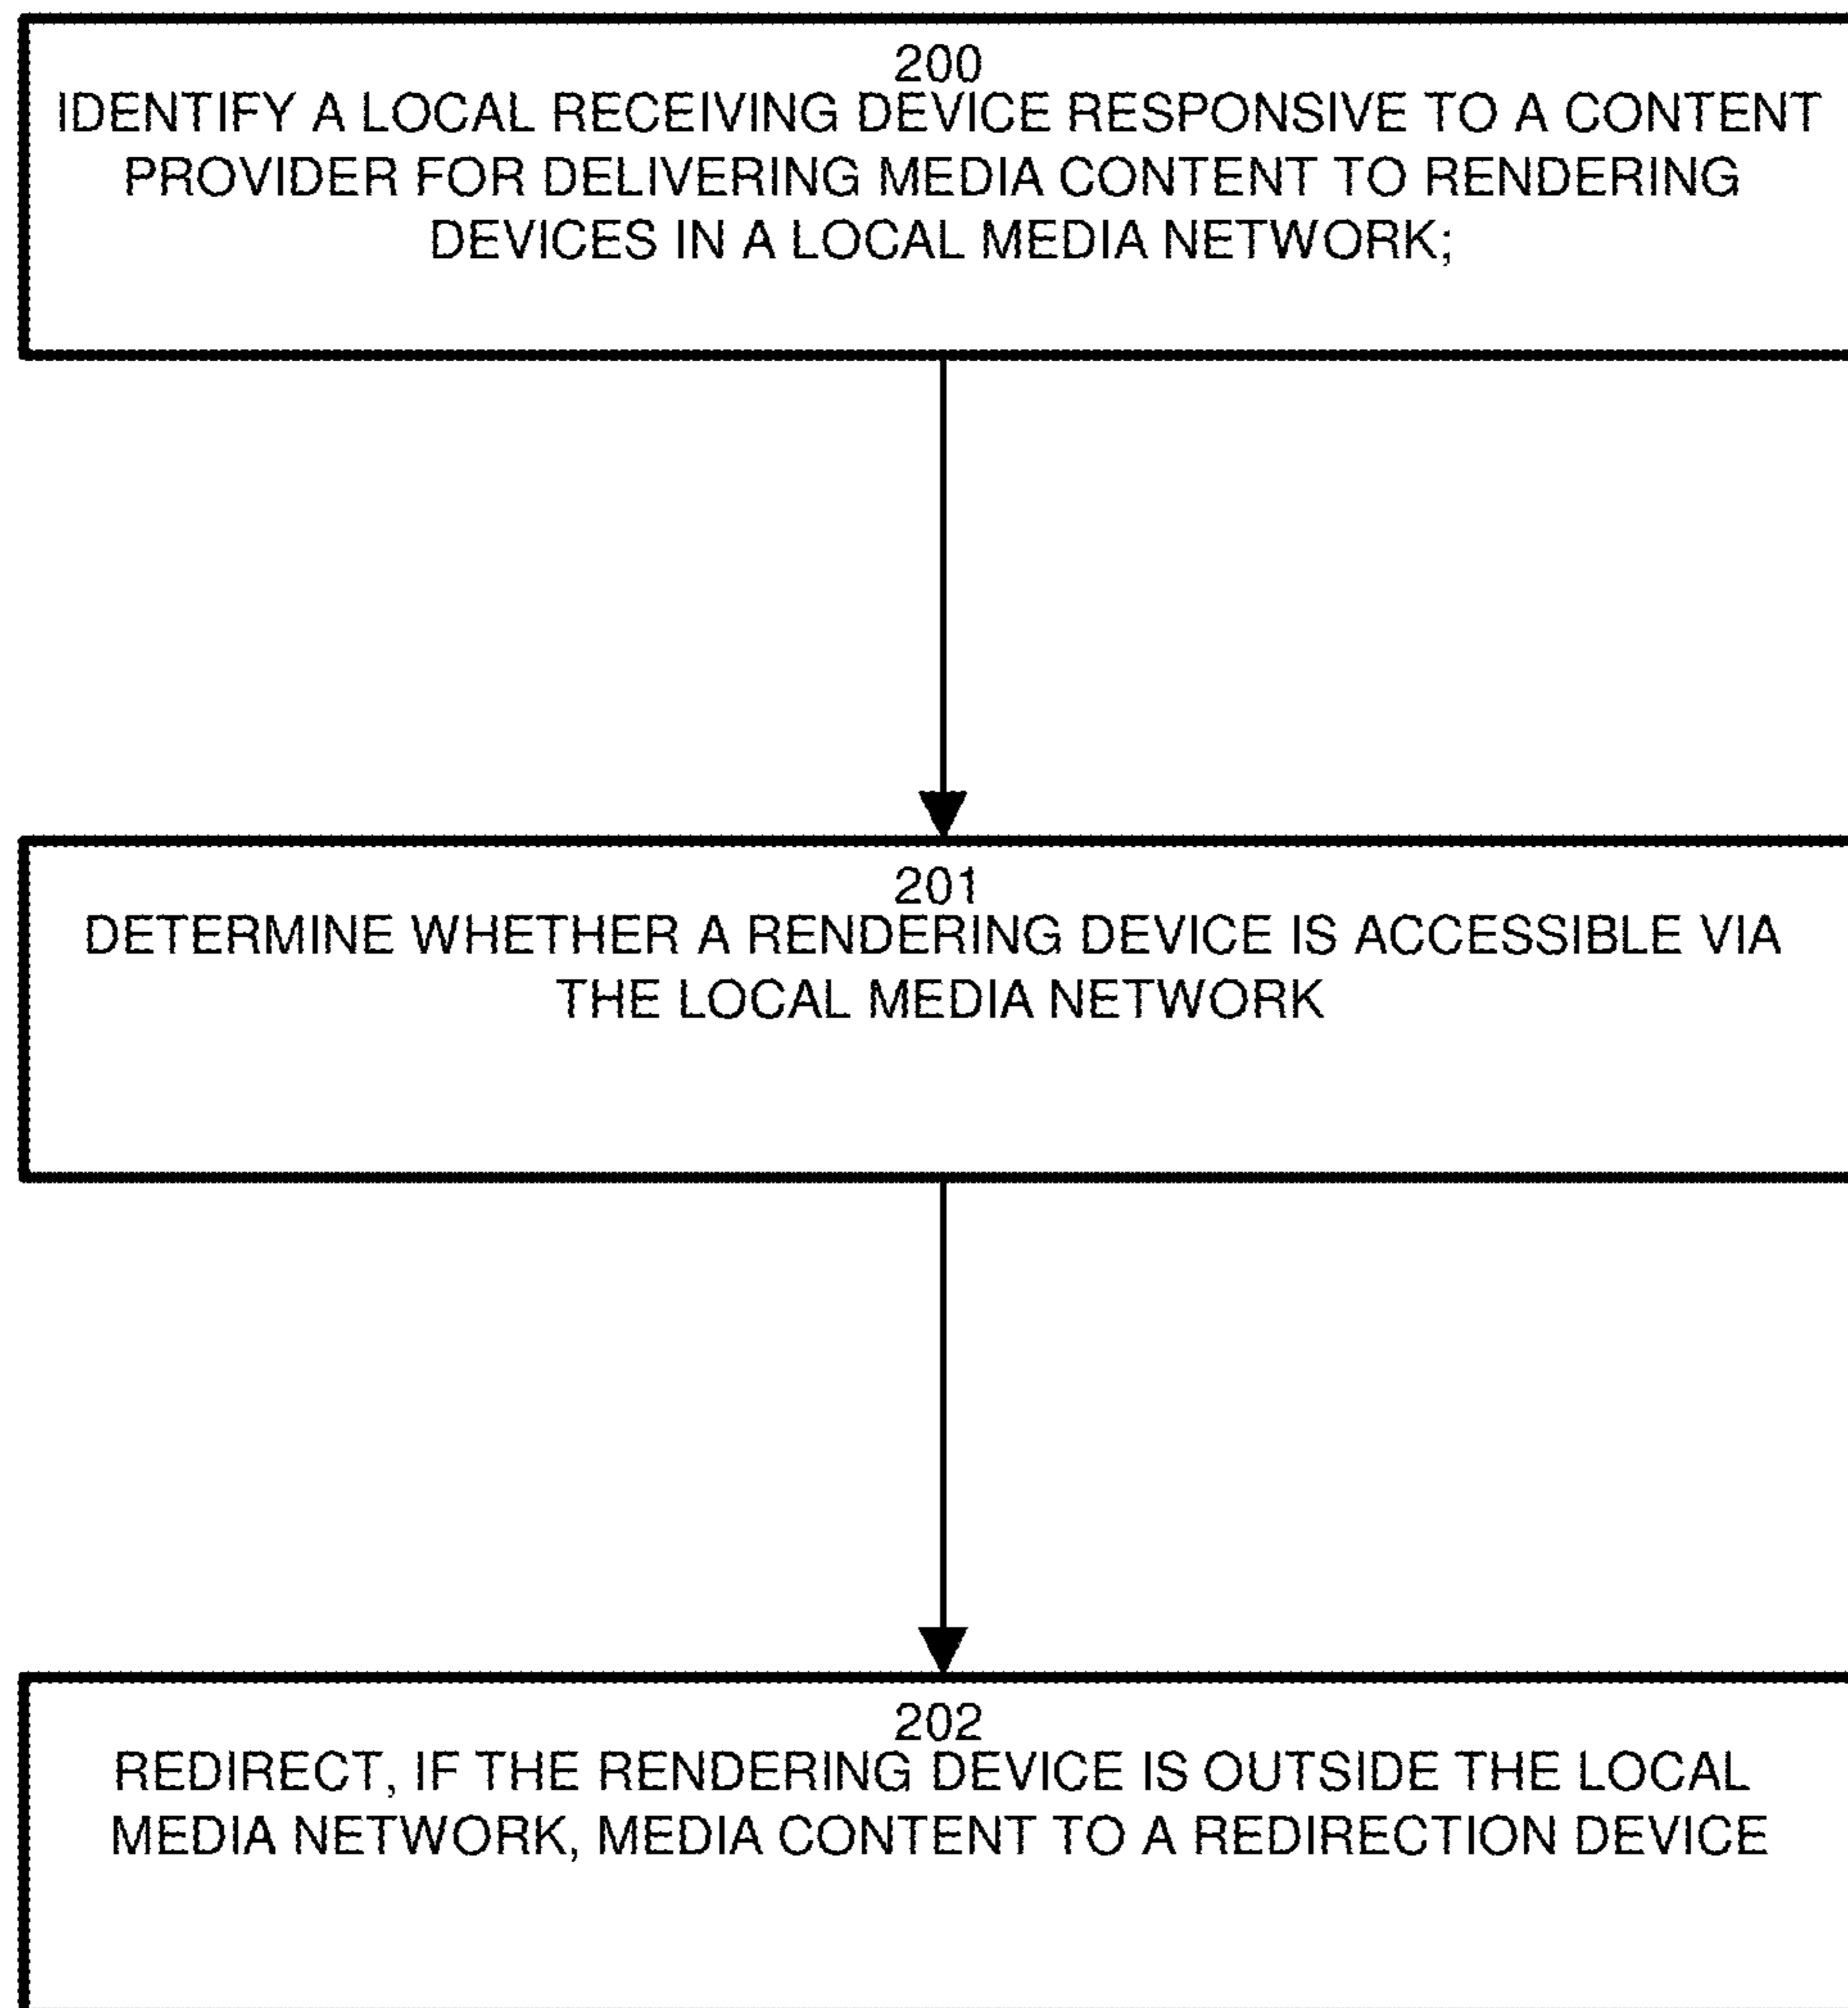 200
IDENTIFY A LOCAL RECEIVING DEVICE RESPONSIVE TO A CONTENT
PROVIDER FOR DELIVERING MEDIA CONTENT TO RENDERING
DEVICES IN A LOCAL MEDIA NETWORK;
201
DETERMINE WHETHER A RENDERING DEVICE IS ACCESSIBLE VIA
THE LOCAL MEDIA NETWORK
202
REDIRECT, IF THE RENDERING DEVICE IS OUTSIDE THE LOCAL
MEDIA NETWORK, MEDIA CONTENT TO A REDIRECTION DEVICE